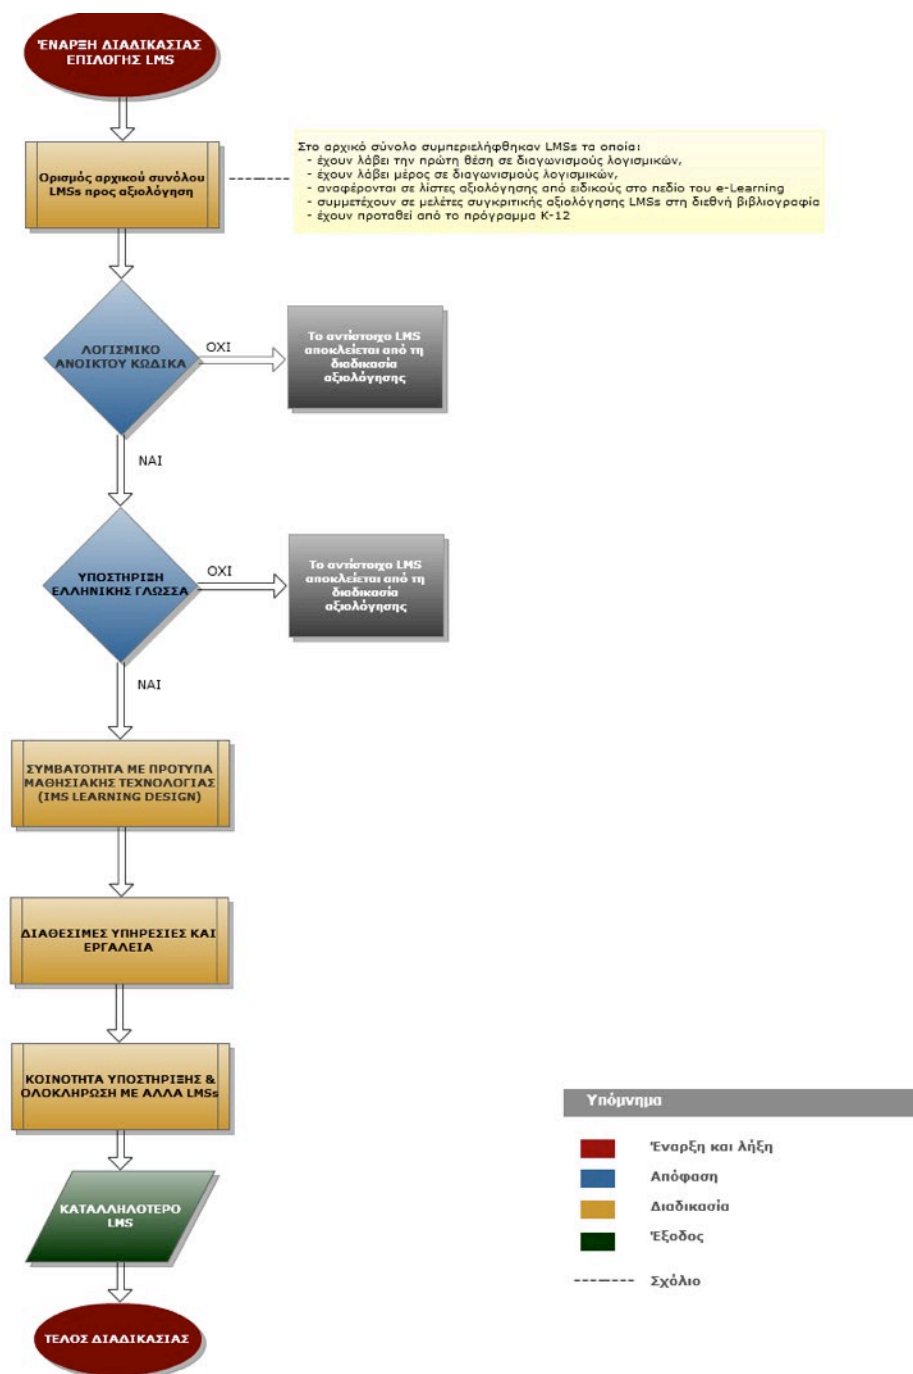 ΈΝΑΡΞΗ ΔΙΑΔΙΚΑΣΙΑΣ
ΕΠΙΛΟΓΗΣ LMS
Ορισμός αρχικού συνόλου
LMSs προς αξιολόγηση
Στο αρχικό σύνολο συμπεριελήφθηκαν LMSs τα οποία:
- έχουν λάβει την πρώτη θέση σε διαγωνισμούς λογισμικών,
- έχουν λάβει μέρος σε διαγωνισμούς λογισμικών,
- αναφέρονται σε λίστες αξιολόγησης από ειδικούς στο πεδίο του e-Learning
- συμμετέχουν σε μελέτες συγκριτικής αξιολόγησης LMSs στη διεθνή βιβλιογραφία
- έχουν προταθεί από το πρόγραμμα K-12
ΛΟΓΙΣΜΙΚΟ
ΑΝΟΙΚΤΟΥ ΚΩΔΙΚΑ
ΟΧΙ
Το αντίστοιχο LMS
αποκλείεται από τη
διαδικασία
αξιολόγησης
ΝΑΙ
ΥΠΟΣΤΗΡΙΞΗ
ΕΛΛΗΝΙΚΗΣ ΓΛΩΣΣΑ
ΟΧΙ
Το αντίστοιχο LMS
αποκλείεται από τη
διαδικασία
αξιολόγησης
ΝΑΙ
ΣΥΜΒΑΤΟΤΗΤΑ ΜΕ ΠΡΟΤΥΠΑ
ΜΑΘΗΣΙΑΚΗΣ ΤΕΧΝΟΛΟΓΙΑΣ
(IMS LEARNING DESIGN)
ΔΙΑΘΕΣΙΜΕΣ ΥΠΗΡΕΣΙΕΣ ΚΑΙ
ΕΡΓΑΛΕΙΑ
ΚΟΙΝΟΤΗΤΑ ΥΠΟΣΤΗΡΙΞΗΣ &
ΟΛΟΚΛΗΡΩΣΗ ΜΕ ΑΛΛΑ LMSs
ΚΑΤΑΛΛΗΛΟΤΕΡΟ
LMS
ΤΕΛΟΣ ΔΙΑΔΙΚΑΣΙΑΣ
Υπόμνημα
Έναρξη και λήξη
Απόφαση
Διαδικασία
Έξοδος
Σχόλιο